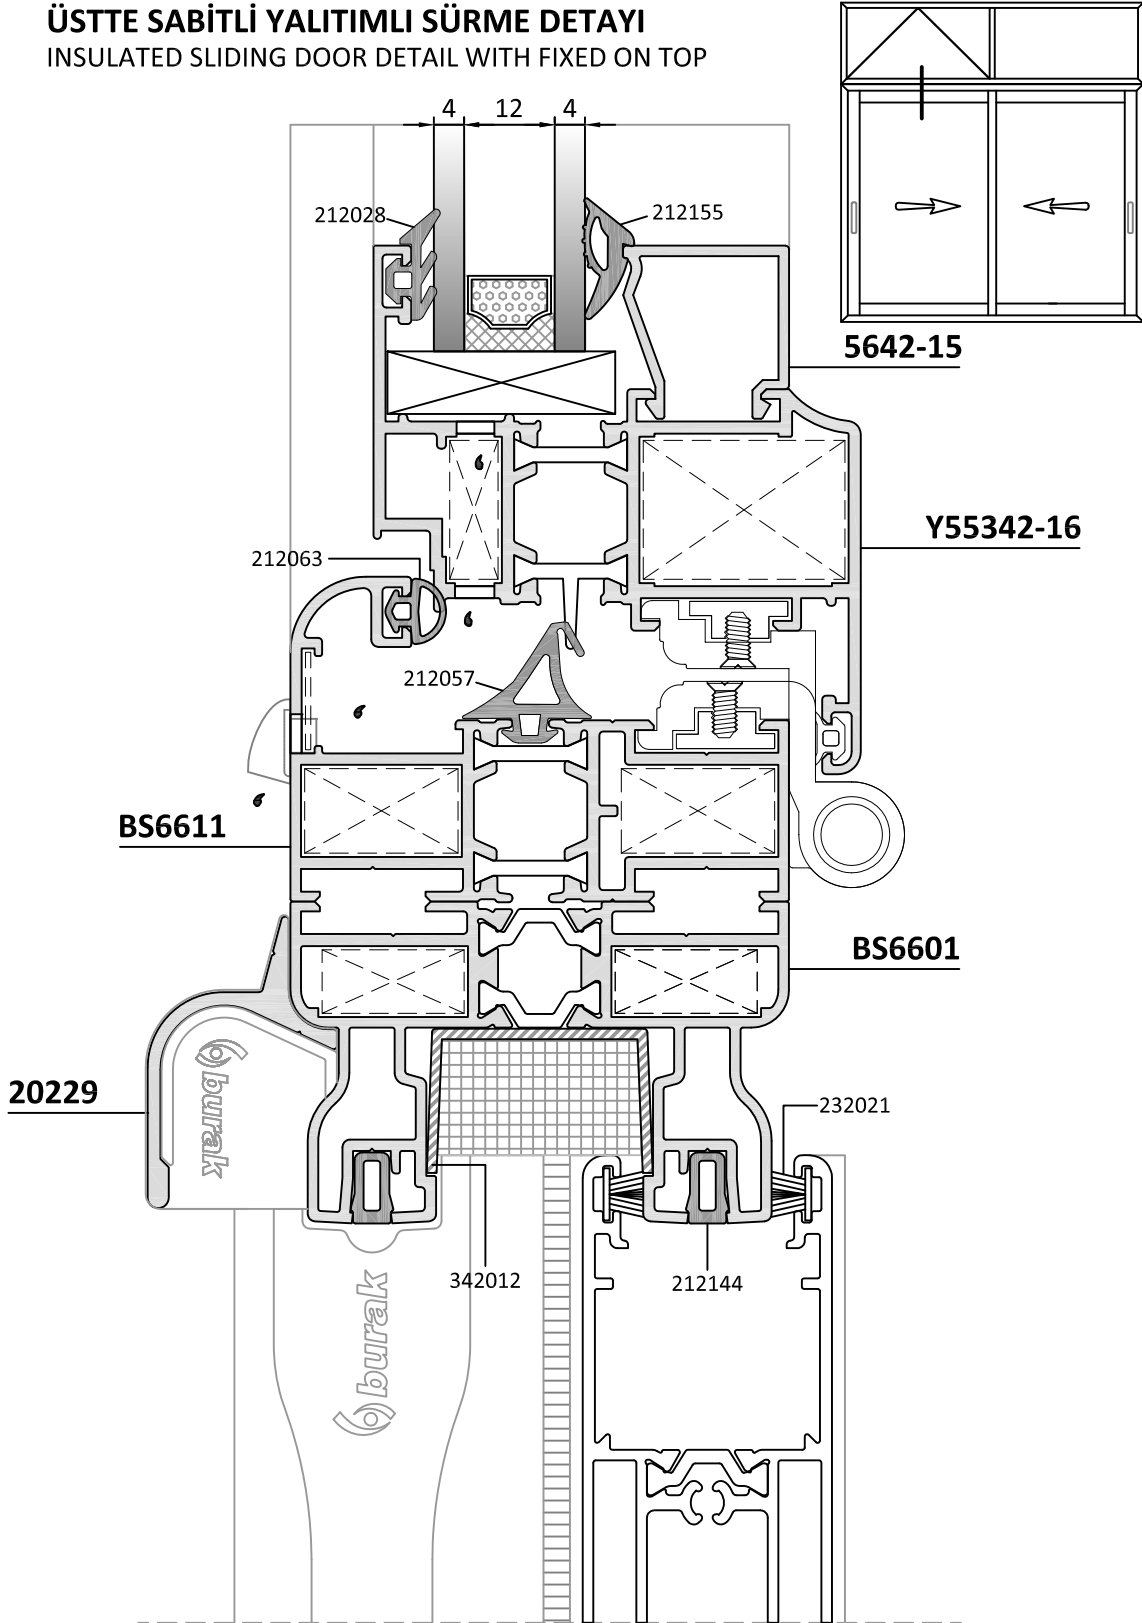 ÜSTTE SABİTLİ YALITIMLI SÜRME DETAYI
INSULATED SLIDING DOOR DETAIL WITH FIXED ON TOP
4 12 4
212028
212155
5642-15
Y55342-16
212063
212057
BS6611
BS6601
20229
burak
232021
342012
212144
burak